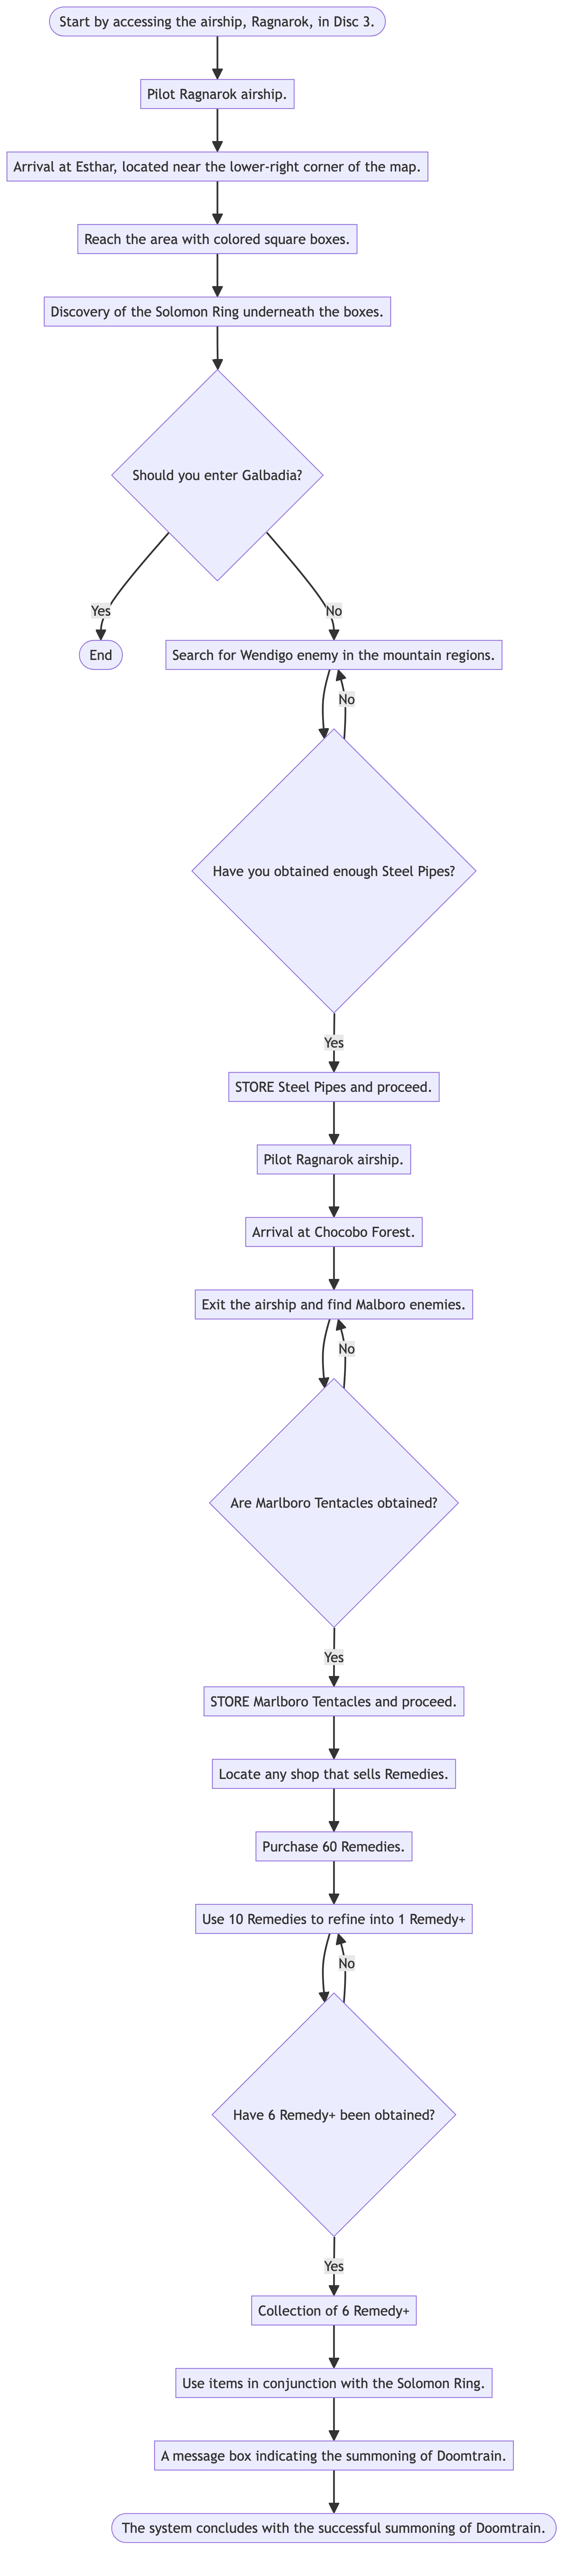 Start by accessing the airship, Ragnarok, in Disc 3.
Pilot Ragnarok airship.
Arrival at Esthar, located near the lower-right corner of the map.
Reach the area with colored square boxes.
Discovery of the Solomon Ring underneath the boxes.
Should you enter Galbadia?
Yes
No
End
Search for Wendigo enemy in the mountain regions.
No
Have you obtained enough Steel Pipes?
Yes
STORE Steel Pipes and proceed.
Pilot Ragnarok airship.
Arrival at Chocobo Forest.
Exit the airship and find Malboro enemies.
No
Are Marlboro Tentacles obtained?
Yes
STORE Marlboro Tentacles and proceed.
Locate any shop that sells Remedies.
Purchase 60 Remedies.
Use 10 Remedies to refine into 1 Remedy+
No
Have 6 Remedy+ been obtained?
Yes
Collection of 6 Remedy+
Use items in conjunction with the Solomon Ring.
A message box indicating the summoning of Doomtrain.
The system concludes with the successful summoning of Doomtrain.